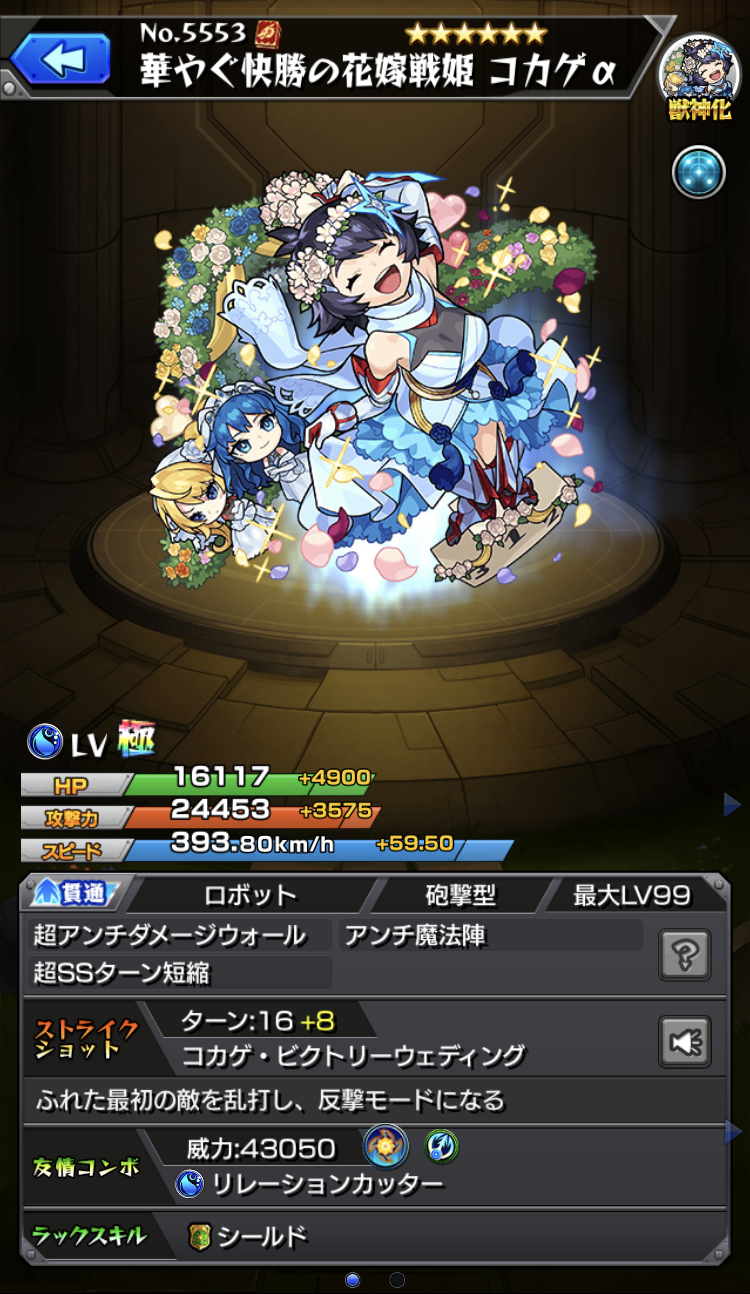 No.5553
華やぐ快勝の花嫁戦姫 コカゲα
獣神化
3 1
LV 極
HP 16117 +4900
攻撃力 24453 +3575
スピード 393.80km/h +59.50
貫通 ロボット 砲撃型 最大LV99
超アンチダメージウォール アンチ魔法陣
超SSターン短縮
ストライクショット
ターン:16 +8
コカゲ・ビクトリーウェディング
ふれた最初の敵を乱打し、反撃モードになる
友情コンボ
威力:43050
リレーションカッター
ラックスキル シールド